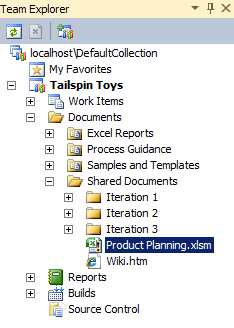 Team Explorer
localhost\DefaultCollection
My Favorites
Tailspin Toys
Work Items
Documents
Excel Reports
Process Guidance
Samples and Templates
Shared Documents
Iteration 1
Iteration 2
Iteration 3
Product Planning.xlsm
Wiki.htm
Reports
Builds
Source Control